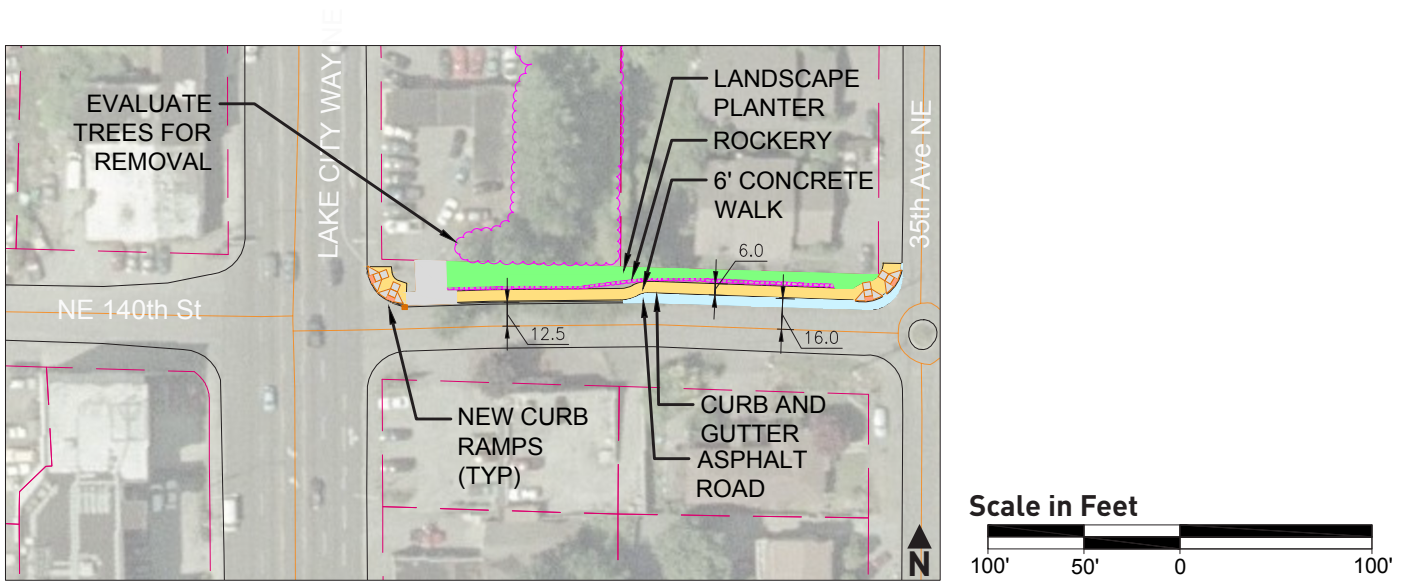 EVALUATE
TREES FOR
REMOVAL
LAKE CITY WAY NE
LANDSCAPE
PLANTER
ROCKERY
6' CONCRETE
WALK
35th Ave NE
6.0
NE 140th St
12.5
16.0
NEW CURB
RAMPS
(TYP)
CURB AND
GUTTER
ASPHALT
ROAD
N
Scale in Feet
100' 50' 0 100'